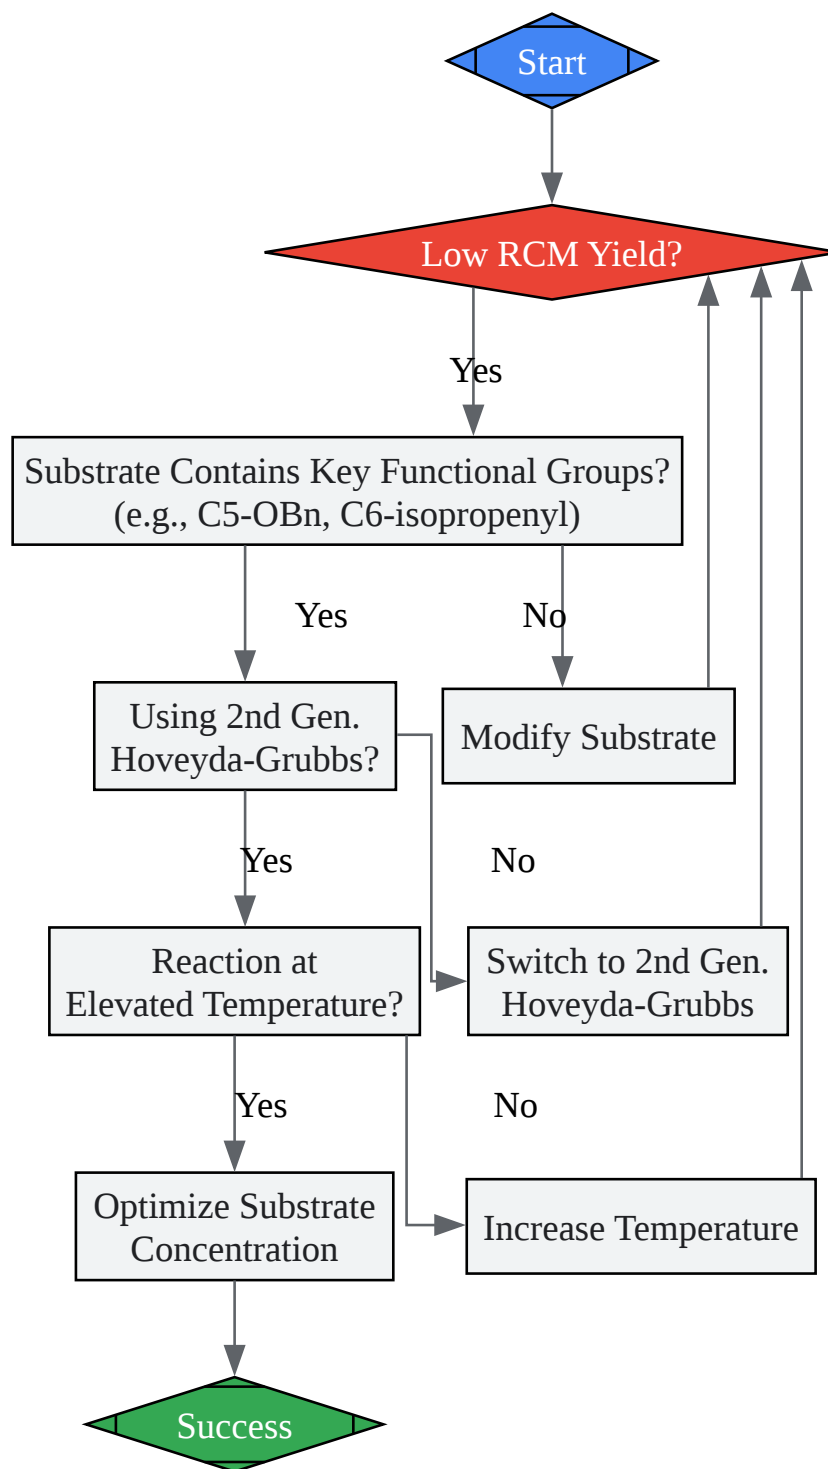 Start
Low RCM Yield?
Yes
Substrate Contains Key Functional Groups?
(e.g., C5-OBn, C6-isopropenyl)
Yes
No
Using 2nd Gen.
Hoveyda-Grubbs?
Modify Substrate
Yes
No
Reaction at
Elevated Temperature?
Switch to 2nd Gen.
Hoveyda-Grubbs
Yes
No
Optimize Substrate
Concentration
Increase Temperature
Success